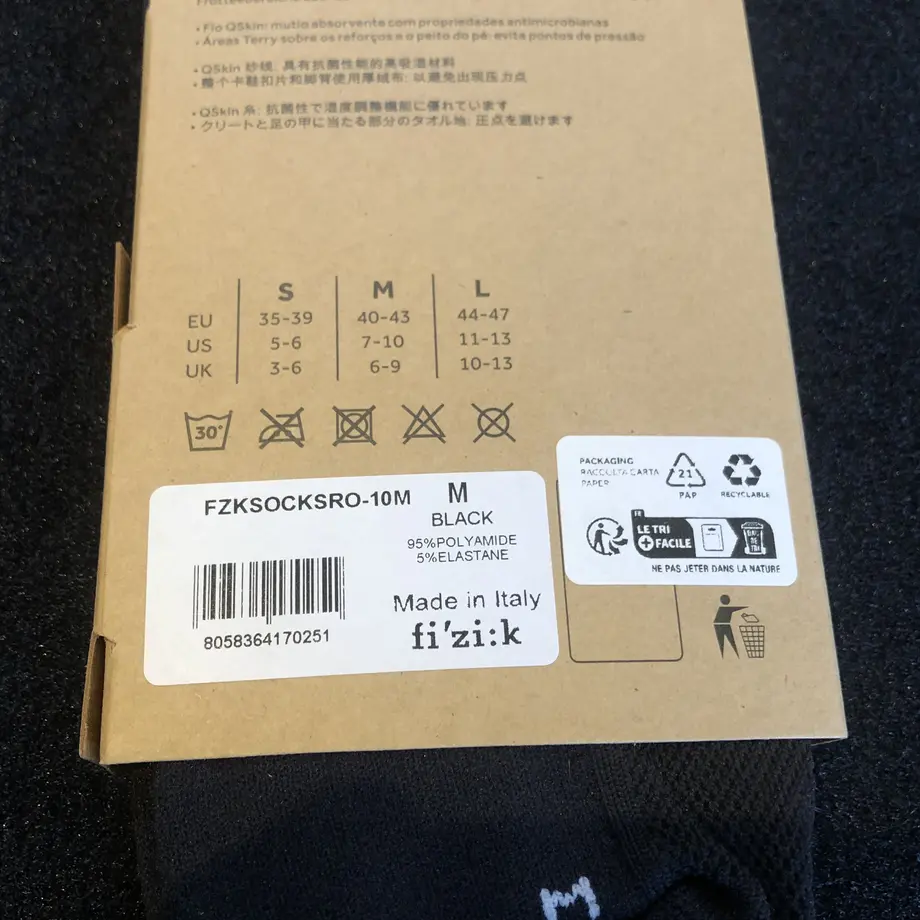 • Fio QSkin: muito absorvente com propriedades antimicrobianas
• Áreas Terry sobre os reforços e o peito do pé: evita pontos de pressão
• QSkin 纱线: 具有抗菌性能的高吸湿材料
• 整个卡鞋扣片和脚背使用厚绒布: 以避免出现压力点
• QSkin 糸: 抗菌性で湿度調整機能に優れています
• クリートと足の甲に当たる部分のタオル地: 圧点を避けます
S M L
EU 35-39 40-43 44-47
US 5-6 7-10 11-13
UK 3-6 6-9 10-13
30°
FZKSOCKSRO-10M M
BLACK
95%POLYAMIDE
5%ELASTANE
Made in Italy
fi'zi:k
8058364170251
PACKAGING
RACCOLTA CARTA
PAPER
21
PAP
RECYCLABLE
FR
LE TRI
+ FACILE
BAC
DE
TRI
NE PAS JETER DANS LA NATURE